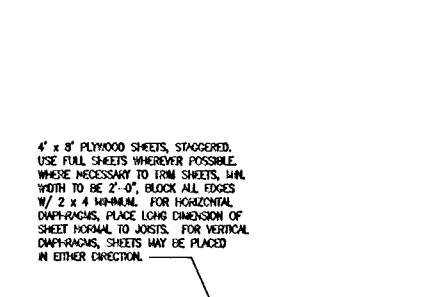 4' x 8' PLYWOOD SHEETS, STAGGERED.
USE FULL SHEETS WHEREVER POSSIBLE.
WHERE NECESSARY TO TRIM SHEETS, MIN.
WIDTH TO BE 2'-0", BLOCK ALL EDGES
W/ 2 x 4 MINIMUM. FOR HORIZONTAL
DIAPHRAGMS, PLACE LONG DIMENSION OF
SHEET NORMAL TO JOISTS. FOR VERTICAL
DIAPHRAGMS, SHEETS MAY BE PLACED
IN EITHER DIRECTION.